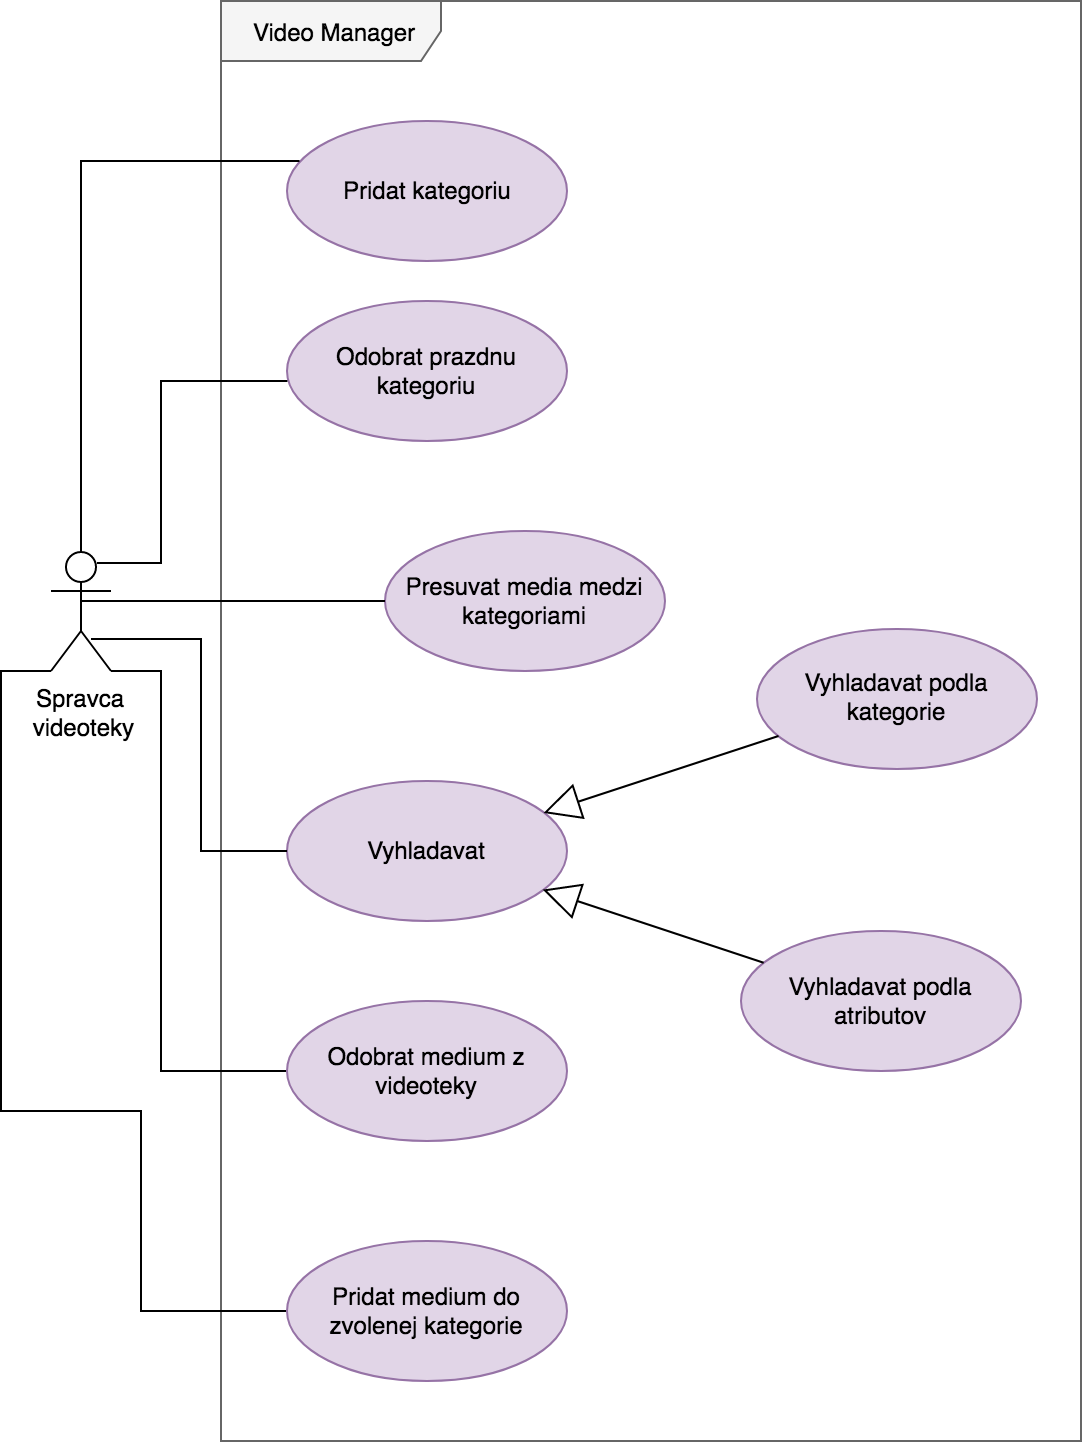 Video Manager
Pridat kategoriu
Odobrat prazdnu
kategoriu
Presuvat media medzi
kategoriami
Spravca
videoteky
Vyhladavat podla
kategorie
Vyhladavat
Vyhladavat podla
atributov
Odobrat medium z
videoteky
Pridat medium do
zvolenej kategorie